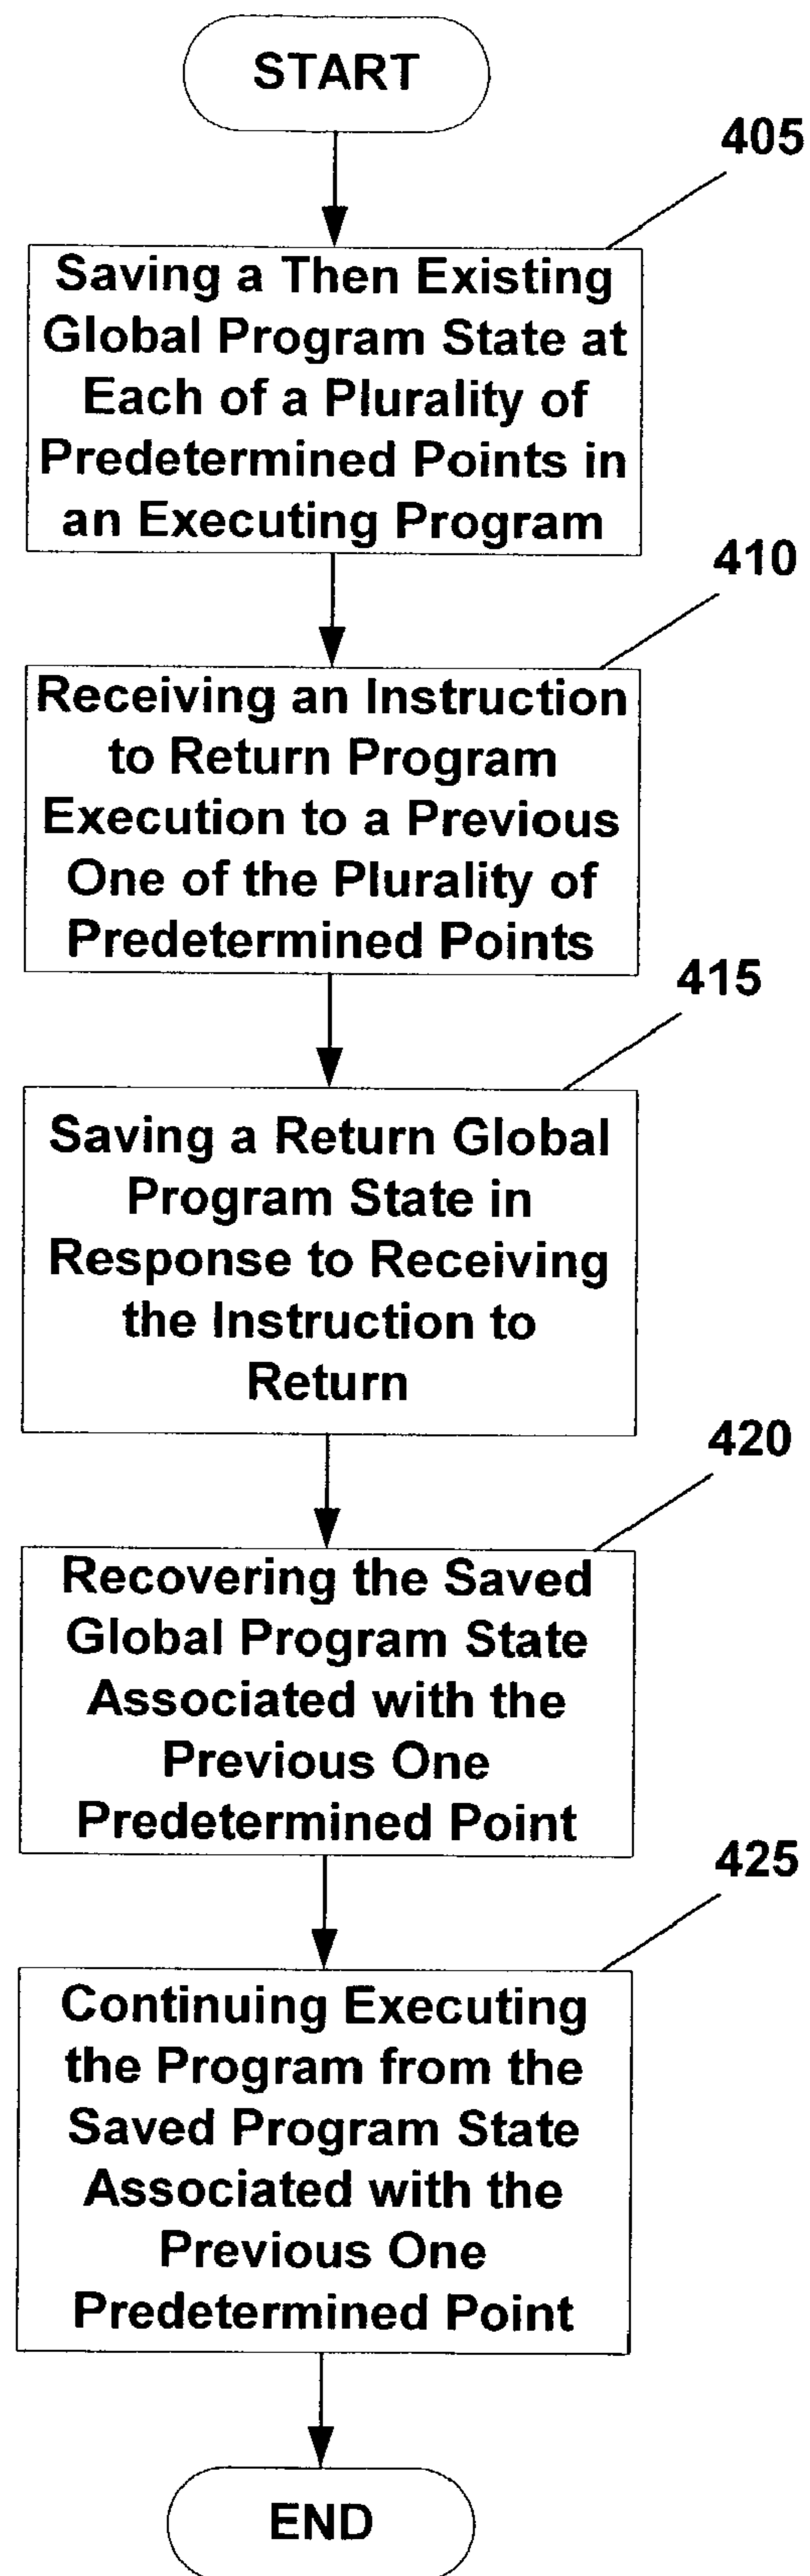 START
405
Saving a Then Existing
Global Program State at
Each of a Plurality of
Predetermined Points in
an Executing Program
410
Receiving an Instruction
to Return Program
Execution to a Previous
One of the Plurality of
Predetermined Points
415
Saving a Return Global
Program State in
Response to Receiving
the Instruction to
Return
420
Recovering the Saved
Global Program State
Associated with the
Previous One
Predetermined Point
425
Continuing Executing
the Program from the
Saved Program State
Associated with the
Previous One
Predetermined Point
END